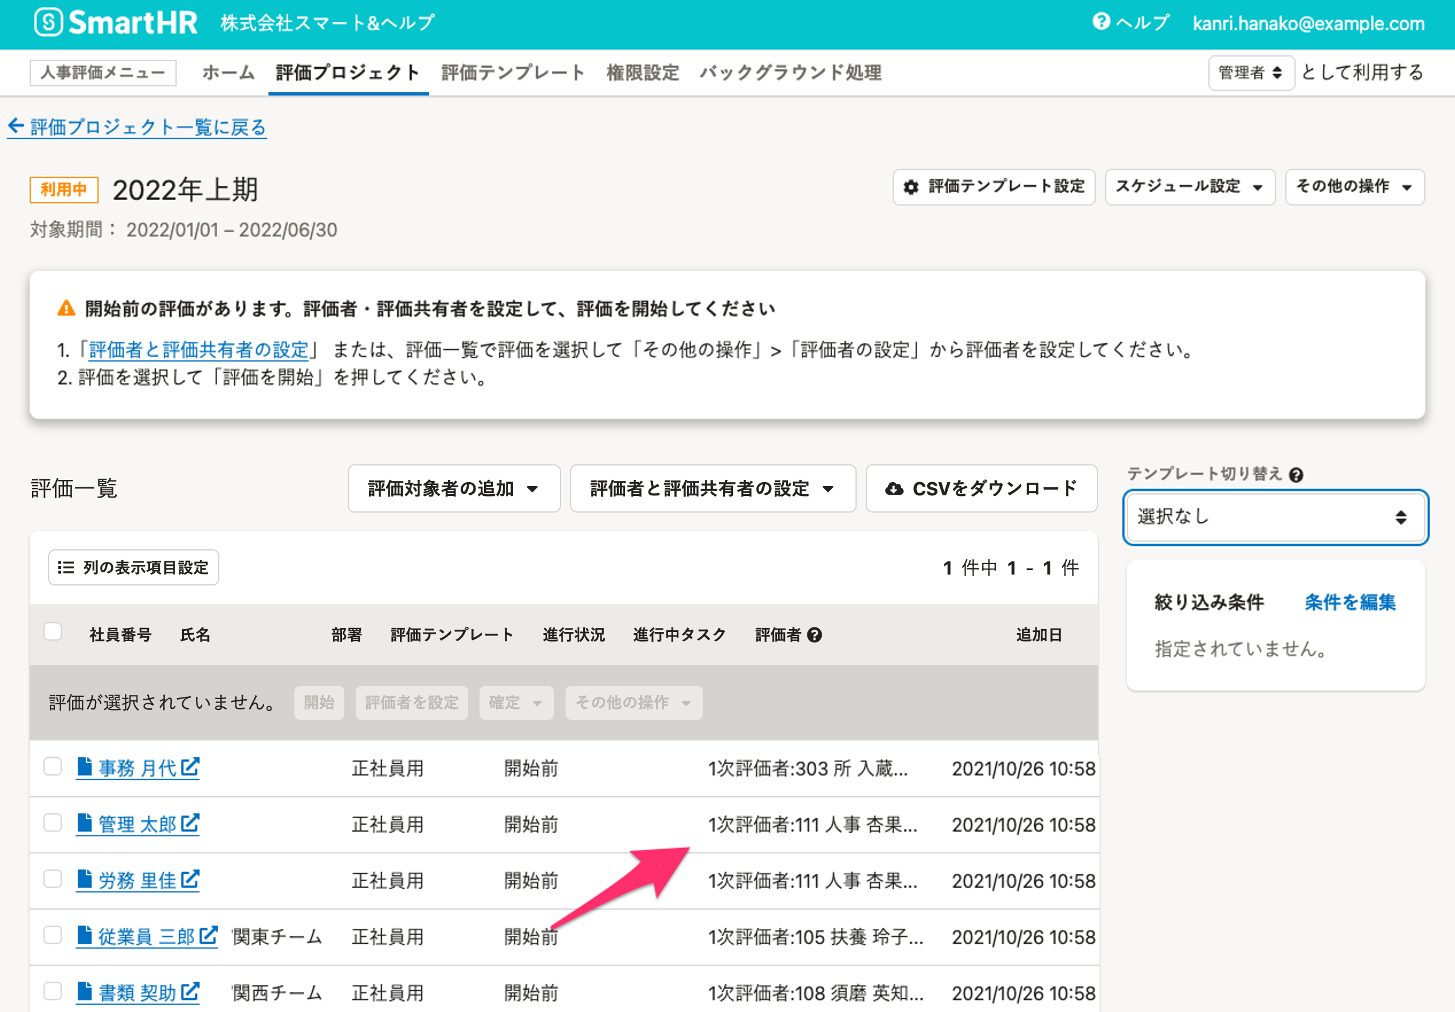 SmartHR 株式会社スマート&ヘルプ ヘルプ kanri.hanako@example.com
人事評価メニュー ホーム 評価プロジェクト 評価テンプレート 権限設定 バックグラウンド処理 管理者 として利用する
評価プロジェクト一覧に戻る
利用中 2022年上期 評価テンプレート設定 スケジュール設定 その他の操作
対象期間： 2022/01/01 – 2022/06/30
開始前の評価があります。評価者・評価共有者を設定して、評価を開始してください
1.「評価者と評価共有者の設定」 または、評価一覧で評価を選択して「その他の操作」>「評価者の設定」から評価者を設定してください。
2. 評価を選択して「評価を開始」を押してください。
評価一覧 評価対象者の追加 評価者と評価共有者の設定 CSVをダウンロード
テンプレート切り替え
選択なし
列の表示項目設定 1 件中 1 - 1 件
絞り込み条件 条件を編集
指定されていません。
社員番号 氏名 部署 評価テンプレート 進行状況 進行中タスク 評価者 追加日
評価が選択されていません。 開始 評価者を設定 確定 その他の操作
事務 月代 正社員用 開始前 1次評価者:303 所 入蔵... 2021/10/26 10:58
管理 太郎 正社員用 開始前 1次評価者:111 人事 杏果... 2021/10/26 10:58
労務 里佳 正社員用 開始前 1次評価者:111 人事 杏果... 2021/10/26 10:58
従業員 三郎 関東チーム 正社員用 開始前 1次評価者:105 扶養 玲子... 2021/10/26 10:58
書類 契助 関西チーム 正社員用 開始前 1次評価者:108 須磨 英知... 2021/10/26 10:58